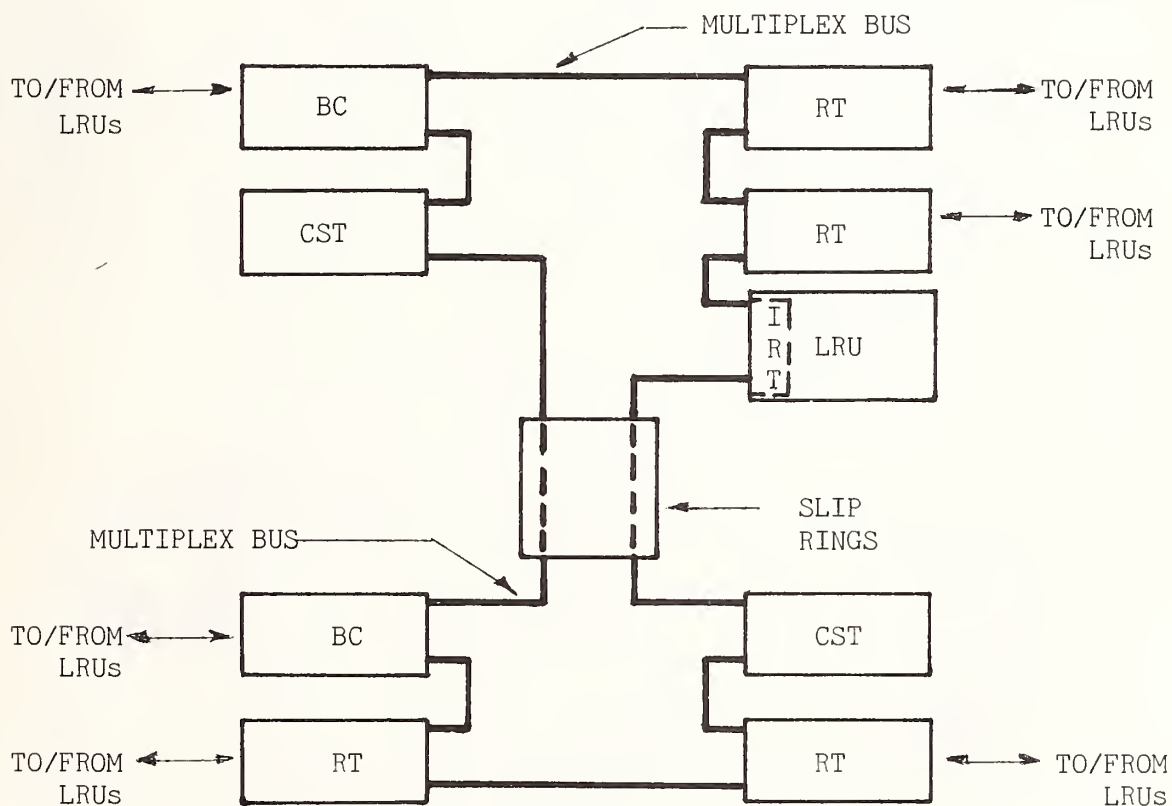 MULTIPLEX BUS
TO/FROM
LRUs
BC
RT
TO/FROM
LRUs
CST
RT
TO/FROM
LRUs
I
R
T
LRU
SLIP
RINGS
MULTIPLEX BUS
TO/FROM
LRUs
BC
CST
TO/FROM
LRUs
RT
RT
TO/FROM
LRUs